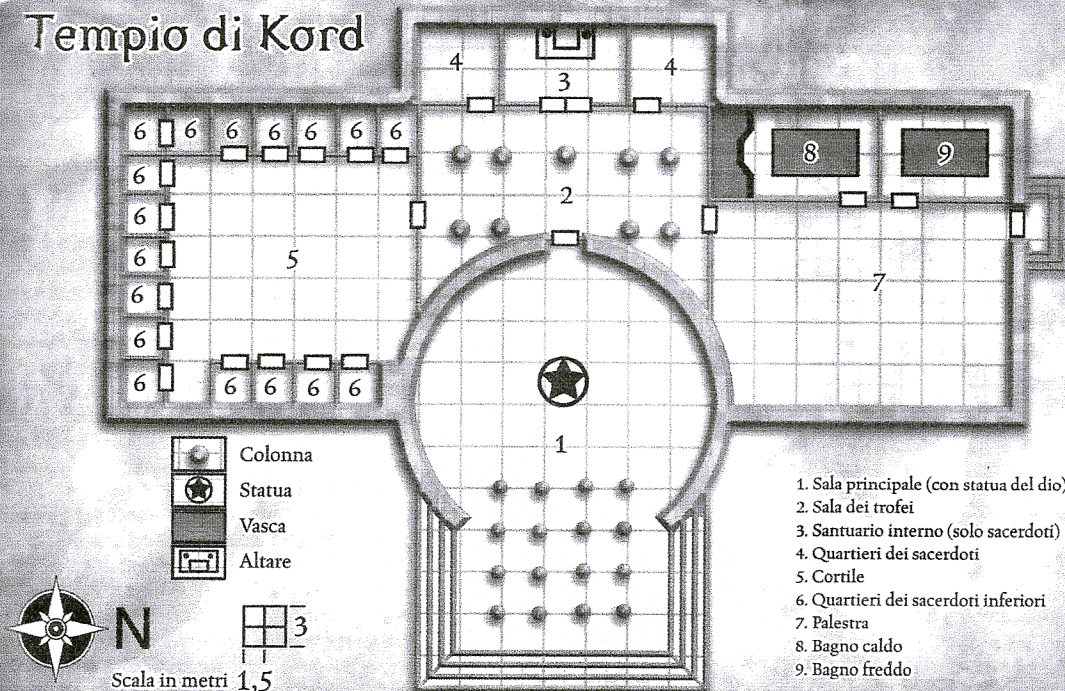 Tempio di Kord
4 3 4
6 6 6 6 6 6 6
8 9
6
2
6
6
5
7
6
6
6 6 6 6 6
1
Colonna
Statua
Vasca
Altare
N
3
Scala in metri 1,5
1. Sala principale (con statua del dio)
2. Sala dei trofei
3. Santuario interno (solo sacerdoti)
4. Quartieri dei sacerdoti
5. Cortile
6. Quartieri dei sacerdoti inferiori
7. Palestra
8. Bagno caldo
9. Bagno freddo